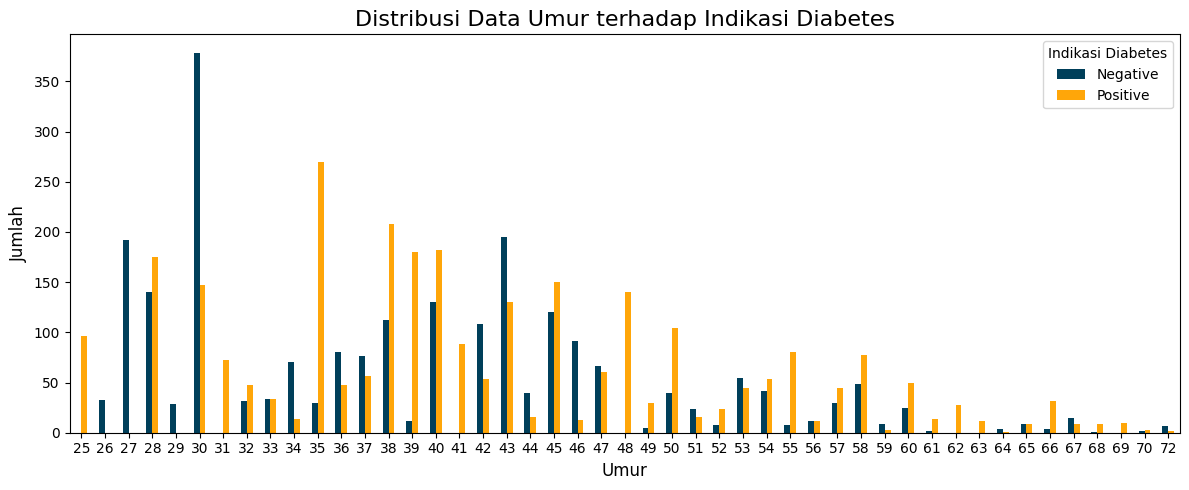 Distribusi Data Umur terhadap Indikasi Diabetes
Indikasi Diabetes
Negative
Positive
Jumlah
350
300
250
200
150
100
50
0
25 26 27 28 29 30 31 32 33 34 35 36 37 38 39 40 41 42 43 44 45 46 47 48 49 50 51 52 53 54 55 56 57 58 59 60 61 62 63 64 65 66 67 68 69 70 72
Umur